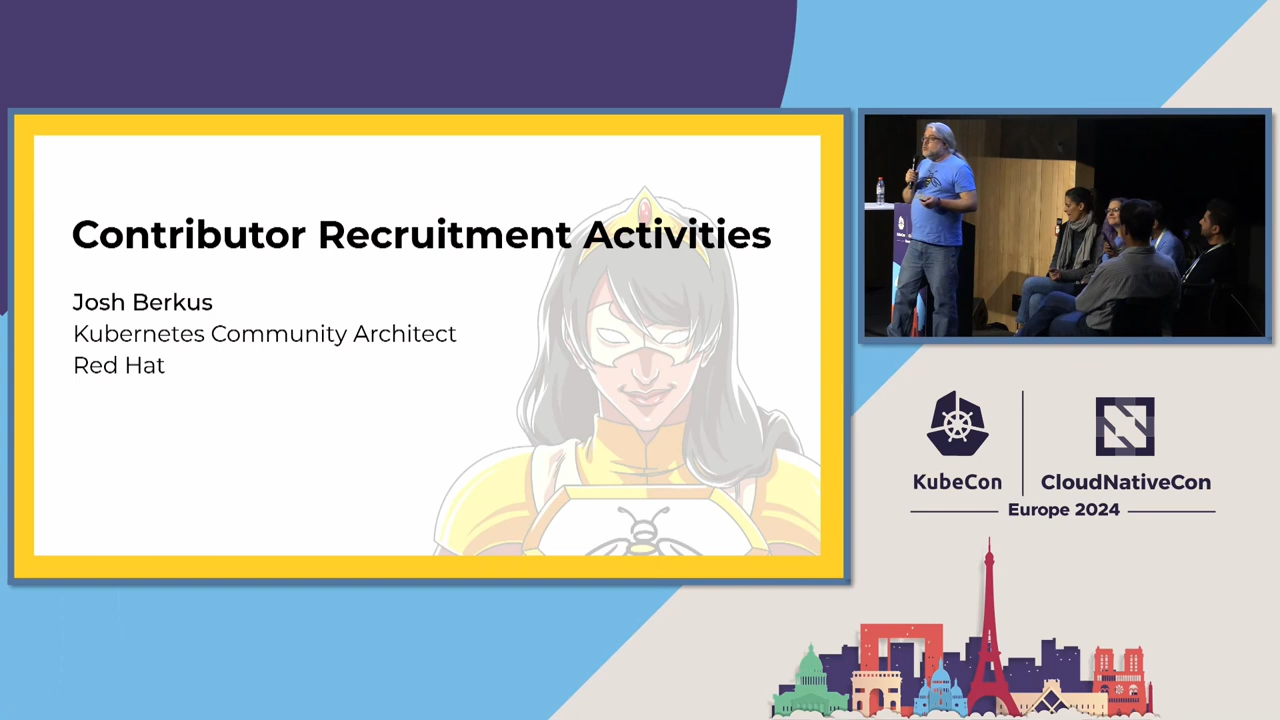 Contributor Recruitment Activities
Josh Berkus
Kubernetes Community Architect
Red Hat
KubeCon
CloudNativeCon
Europe 2024